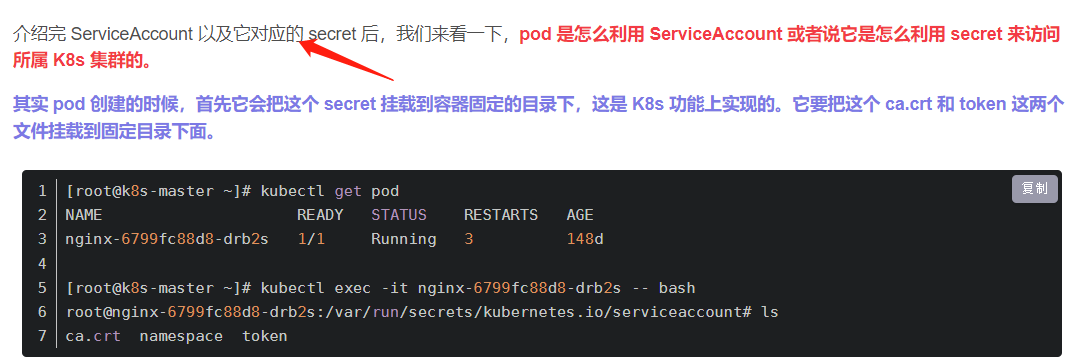 介绍完 ServiceAccount 以及它对应的 secret 后，我们来看一下，pod 是怎么利用 ServiceAccount 或者说它是怎么利用 secret 来访问
所属 K8s 集群的。
其实 pod 创建的时候，首先它会把这个 secret 挂载到容器固定的目录下，这是 K8s 功能上实现的。它要把这个 ca.crt 和 token 这两个
文件挂载到固定目录下面。
复制
1 [root@k8s-master ~]# kubectl get pod
2 NAME READY STATUS RESTARTS AGE
3 nginx-6799fc88d8-drb2s 1/1 Running 3 148d
4
5 [root@k8s-master ~]# kubectl exec -it nginx-6799fc88d8-drb2s -- bash
6 root@nginx-6799fc88d8-drb2s:/var/run/secrets/kubernetes.io/serviceaccount# ls
7 ca.crt namespace token